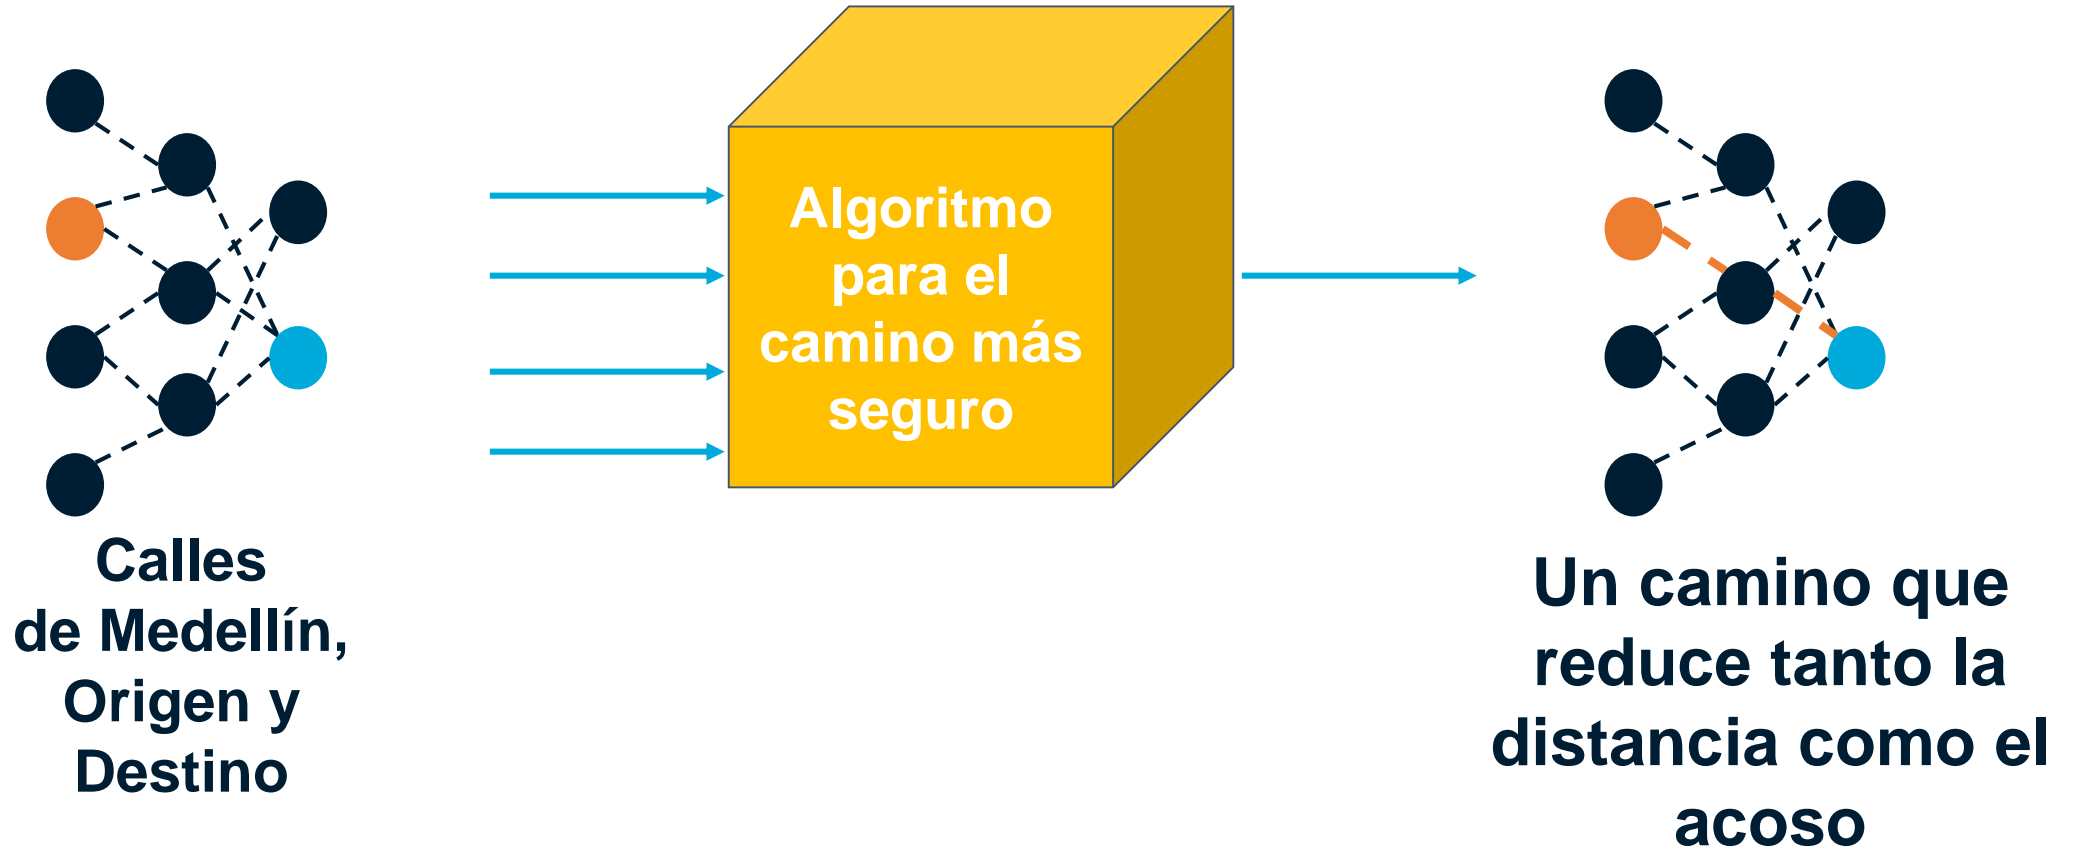 Calles
de Medellín,
Origen y
Destino
Algoritmo
para el
camino más
seguro
Un camino que
reduce tanto la
distancia como el
acoso